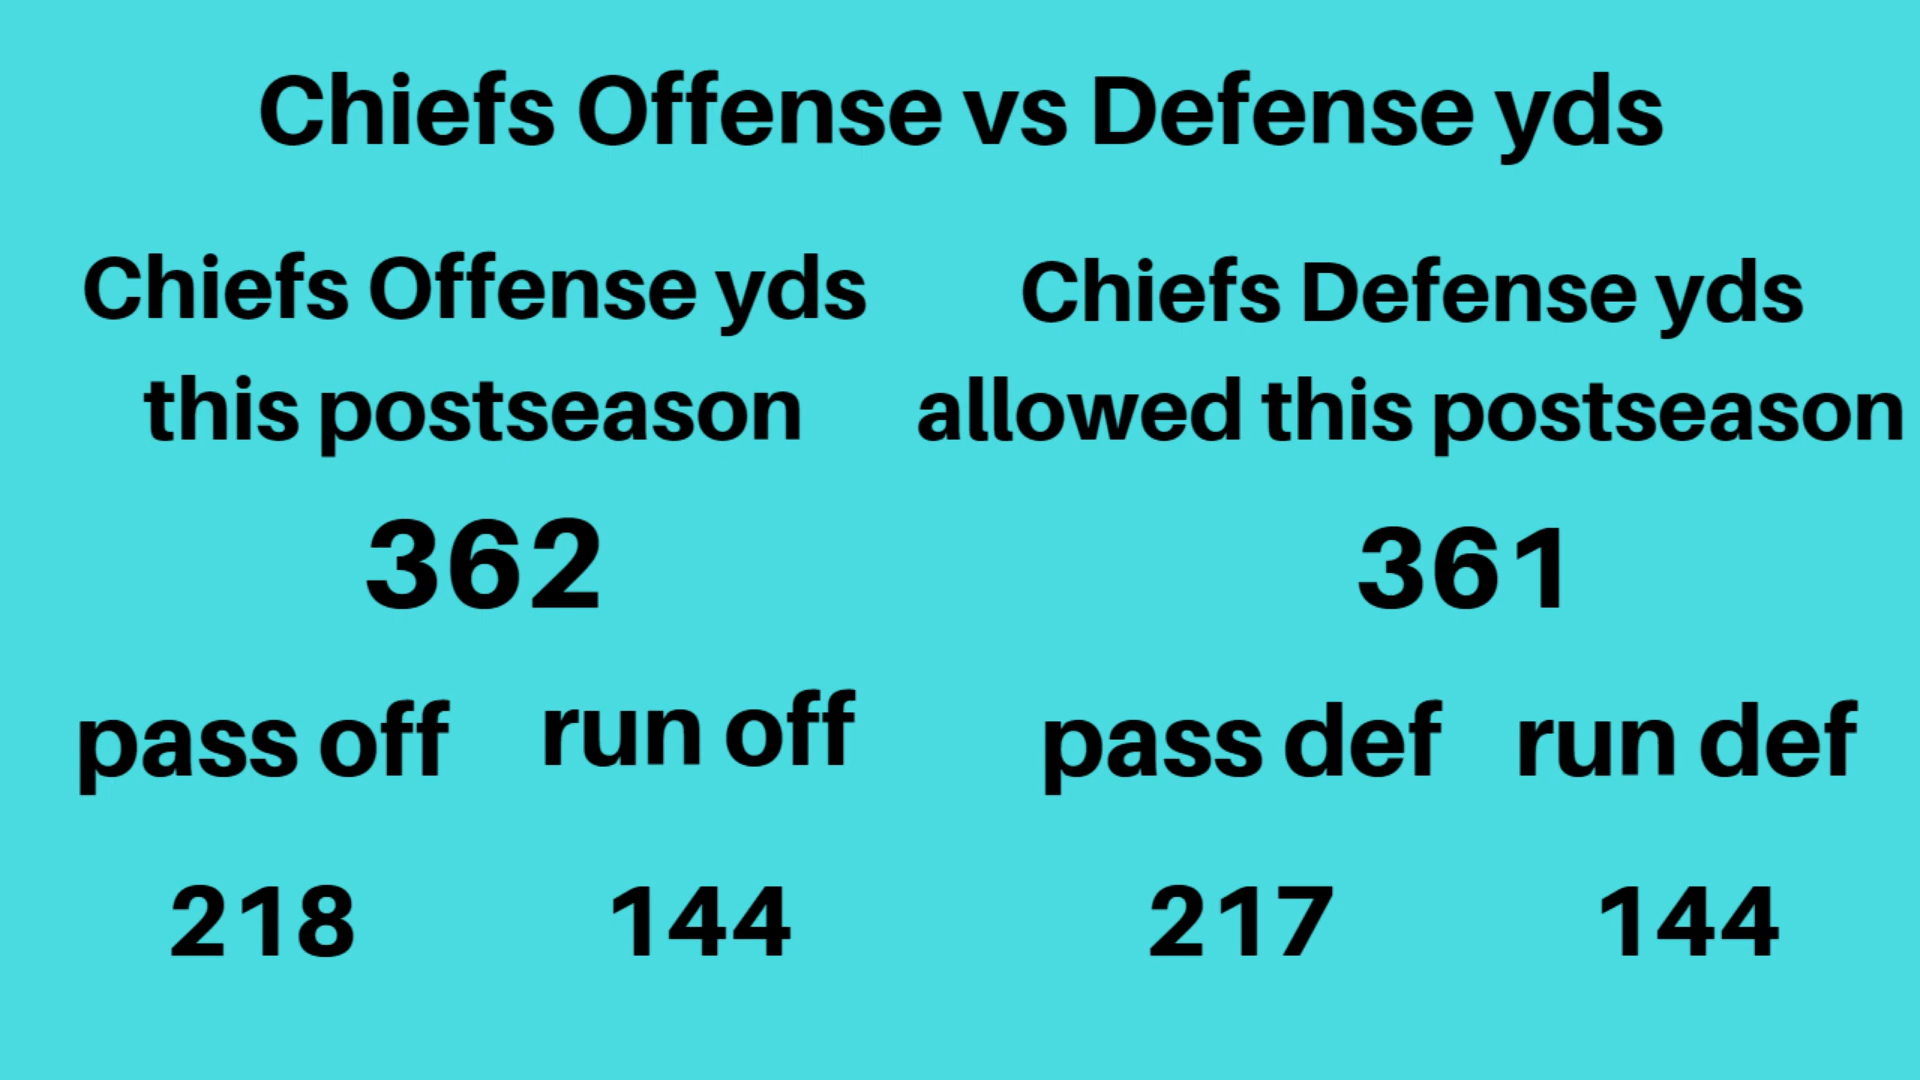 Chiefs Offense vs Defense yds
Chiefs Offense yds
this postseason
362
Chiefs Defense yds
allowed this postseason
361
pass off
run off
pass def
run def
218
144
217
144